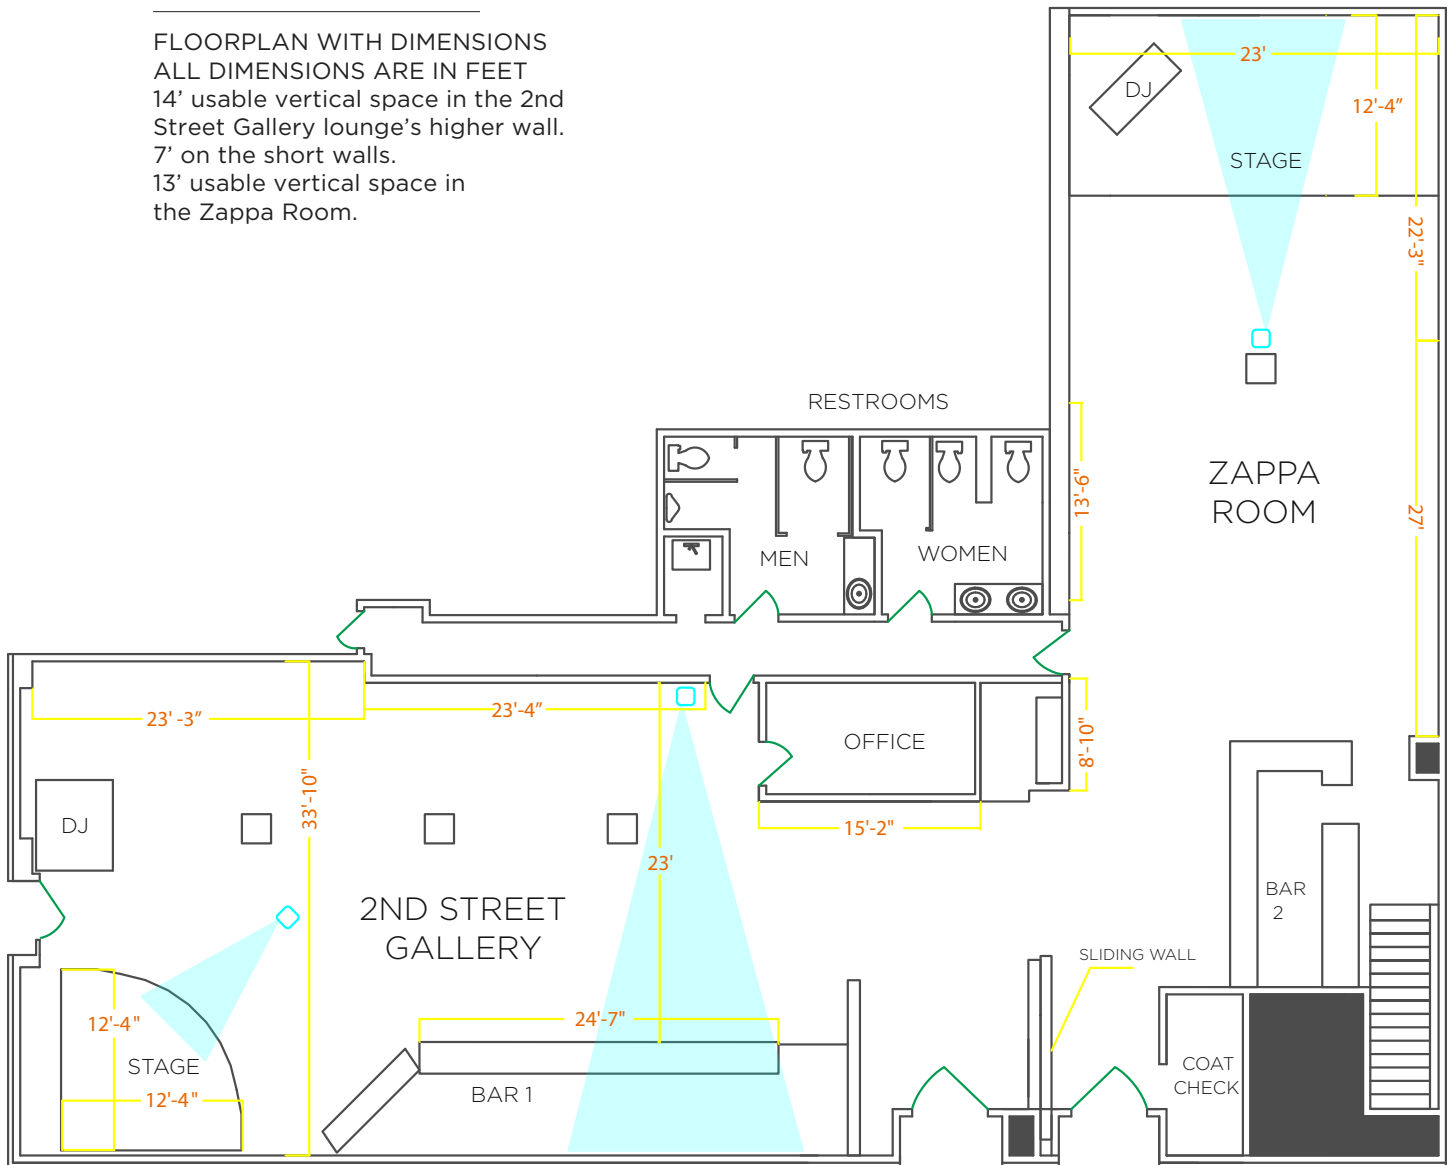 FLOORPLAN WITH DIMENSIONS
ALL DIMENSIONS ARE IN FEET
14’ usable vertical space in the 2nd
Street Gallery lounge’s higher wall.
7’ on the short walls.
13’ usable vertical space in
the Zappa Room.
23'
DJ
12'-4”
STAGE
22'-3"
RESTROOMS
ZAPPA
ROOM
13'-6"
27'
MEN
WOMEN
23' -3”
23'-4”
OFFICE
8'-10"
33'-10"
DJ
15'-2"
23'
2ND STREET
GALLERY
BAR
2
SLIDING WALL
12'-4"
24'-7"
STAGE
12'-4"
BAR 1
COAT
CHECK